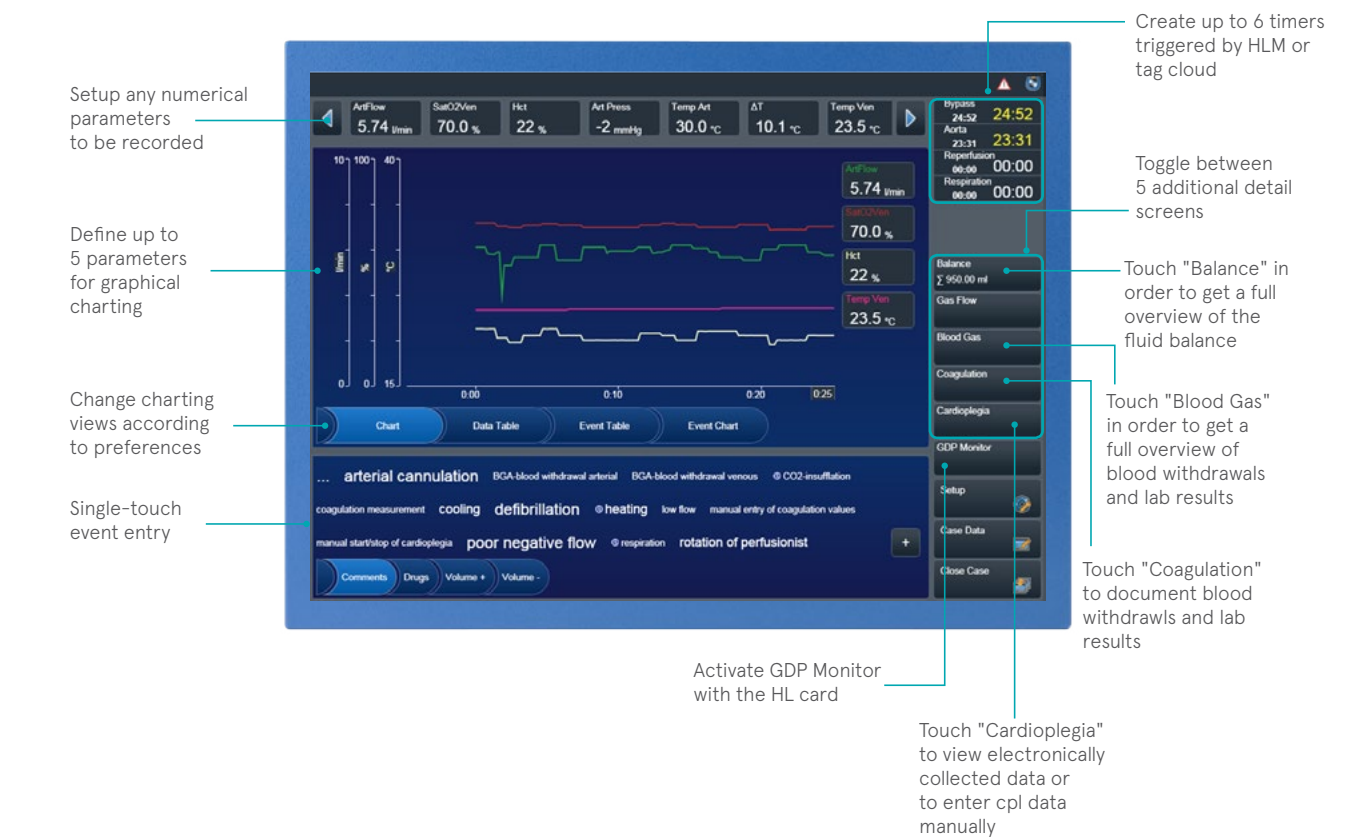 Create up to 6 timers
triggered by HLM or
tag cloud
Setup any numerical
parameters
to be recorded
Define up to
5 parameters
for graphical
charting
Change charting
views according
to preferences
Single-touch
event entry
ArtFlow
5.74 l/min
SatO2Ven
70.0 %
Hct
22 %
Art Press
-2 mmHg
Temp Art
30.0 °C
ΔT
10.1 °C
Temp Ven
23.5 °C
Bypass
24:52 24:52
Aorta
23:31 23:31
Reperfusion
00:00 00:00
Respiration
00:00 00:00
10 100 40
l/min % °C
0 0 15
0:00 0:10 0:20 0:25
ArtFlow
5.74 l/min
SatO2Ven
70.0 %
Hct
22 %
Temp Ven
23.5 °C
Chart Data Table Event Table Event Chart
... arterial cannulation BGA-blood withdrawal arterial BGA-blood withdrawal venous CO2-insufflation
coagulation measurement cooling defibrillation heating low flow manual entry of coagulation values
manual start/stop of cardioplegia poor negative flow respiration rotation of perfusionist +
Comments Drugs Volume + Volume -
Balance
∑ 950.00 ml
Gas Flow
Blood Gas
Coagulation
Cardioplegia
GDP Monitor
Setup
Case Data
Close Case
Toggle between
5 additional detail
screens
Touch "Balance" in
order to get a full
overview of the
fluid balance
Touch "Blood Gas"
in order to get a
full overview of
blood withdrawals
and lab results
Touch "Coagulation"
to document blood
withdrawls and lab
results
Activate GDP Monitor
with the HL card
Touch "Cardioplegia"
to view electronically
collected data or
to enter cpl data
manually